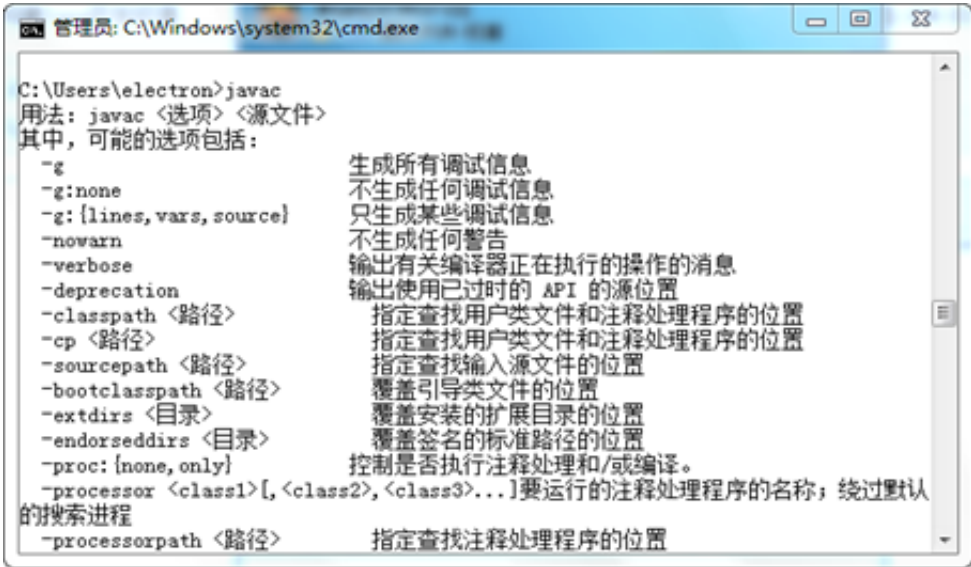 管理员: C:\Windows\system32\cmd.exe
C:\Users\electron>javac
用法: javac <选项> <源文件>
其中，可能的选项包括:
-g 生成所有调试信息
-g:none 不生成任何调试信息
-g:{lines,vars,source} 只生成某些调试信息
-nowarn 不生成任何警告
-verbose 输出有关编译器正在执行的操作的消息
-deprecation 输出使用已过时的 API 的源位置
-classpath <路径> 指定查找用户类文件和注释处理程序的位置
-cp <路径> 指定查找用户类文件和注释处理程序的位置
-sourcepath <路径> 指定查找输入源文件的位置
-bootclasspath <路径> 覆盖引导类文件的位置
-extdirs <目录> 覆盖安装的扩展目录的位置
-endorseddirs <目录> 覆盖签名的标准路径的位置
-proc:{none,only} 控制是否执行注释处理和/或编译。
-processor <class1>[,<class2>,<class3>...]要运行的注释处理程序的名称；绕过默认
的搜索进程
-processorpath <路径> 指定查找注释处理程序的位置